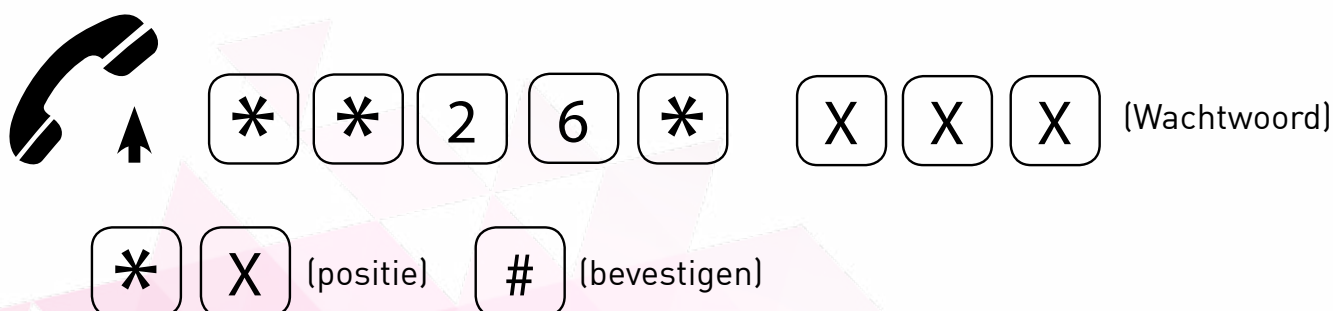 * * 2 6 * X X X (Wachtwoord)
* X (positie) # (bevestigen)